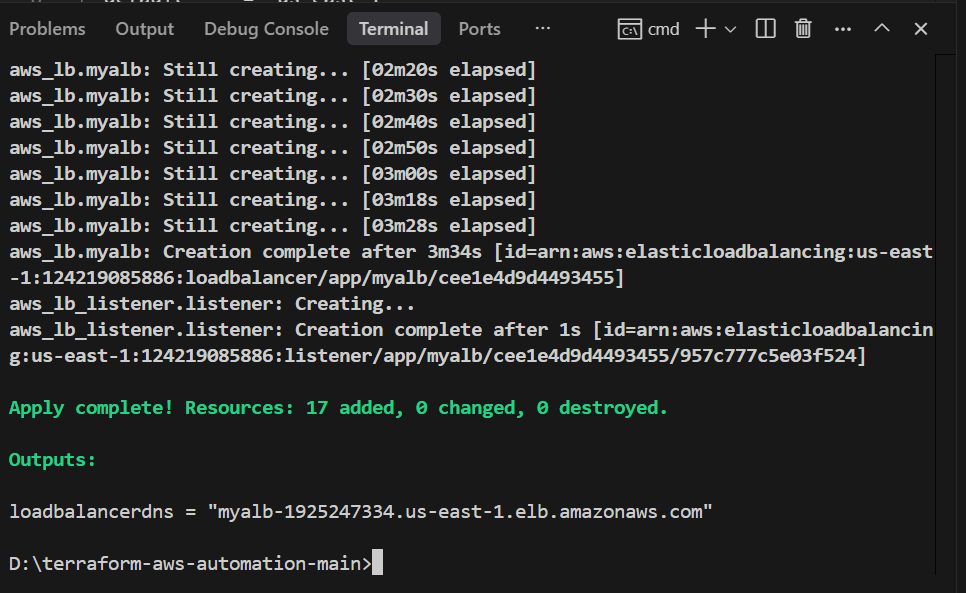 Problems Output Debug Console Terminal Ports ··· cmd ···
aws_lb.myalb: Still creating... [02m20s elapsed]
aws_lb.myalb: Still creating... [02m30s elapsed]
aws_lb.myalb: Still creating... [02m40s elapsed]
aws_lb.myalb: Still creating... [02m50s elapsed]
aws_lb.myalb: Still creating... [03m00s elapsed]
aws_lb.myalb: Still creating... [03m18s elapsed]
aws_lb.myalb: Still creating... [03m28s elapsed]
aws_lb.myalb: Creation complete after 3m34s [id=arn:aws:elasticloadbalancing:us-east
-1:124219085886:loadbalancer/app/myalb/cee1e4d9d4493455]
aws_lb_listener.listener: Creating...
aws_lb_listener.listener: Creation complete after 1s [id=arn:aws:elasticloadbalancin
g:us-east-1:124219085886:listener/app/myalb/cee1e4d9d4493455/957c777c5e03f524]
Apply complete! Resources: 17 added, 0 changed, 0 destroyed.
Outputs:
loadbalancerdns = "myalb-1925247334.us-east-1.elb.amazonaws.com"
D:\terraform-aws-automation-main>